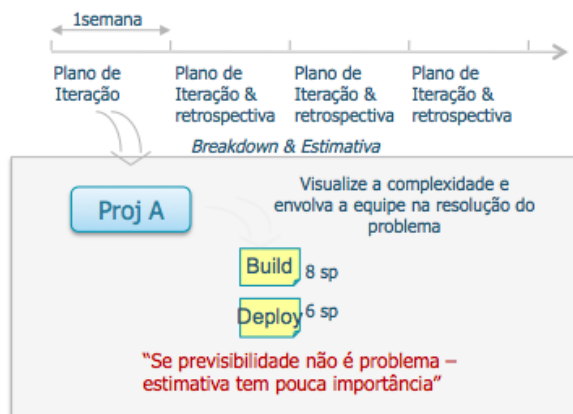 1semana
Plano de
Iteração
Plano de
Iteração &
retrospectiva
Plano de
Iteração &
retrospectiva
Plano de
Iteração &
retrospectiva
Breakdown & Estimativa
Proj A
Visualize a complexidade e
envolva a equipe na resolução do
problema
Build 8 sp
Deploy 6 sp
“Se previsibilidade não é problema –
estimativa tem pouca importância”